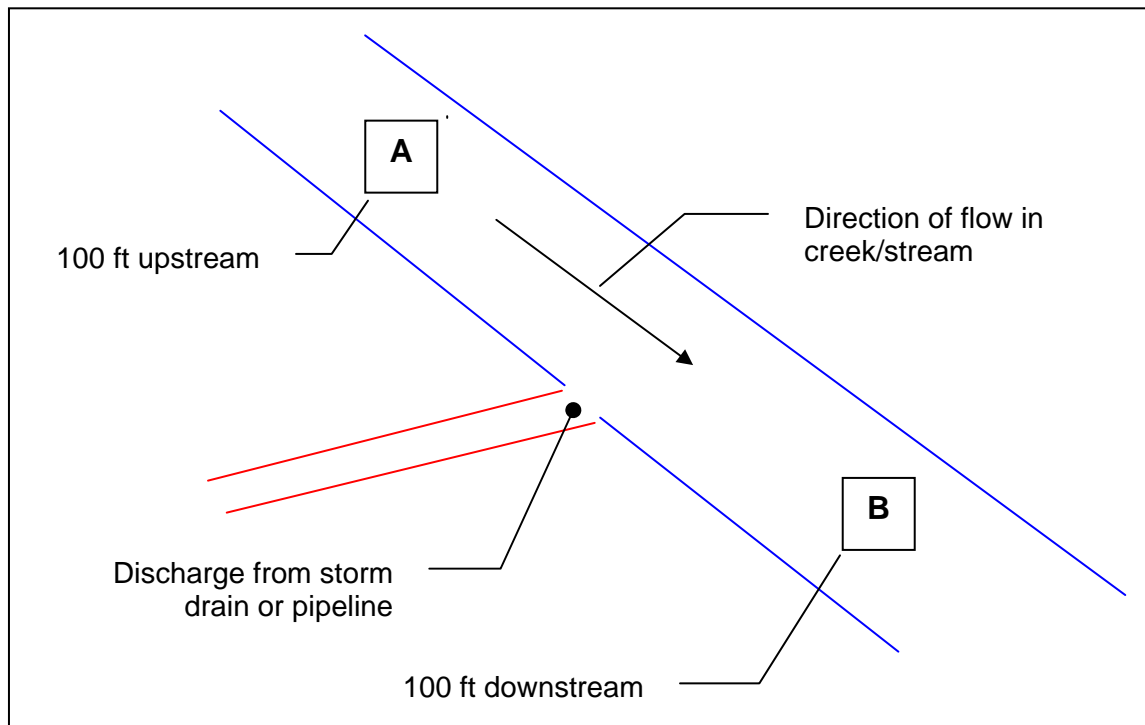 A
Direction of flow in
creek/stream
100 ft upstream
B
Discharge from storm
drain or pipeline
100 ft downstream